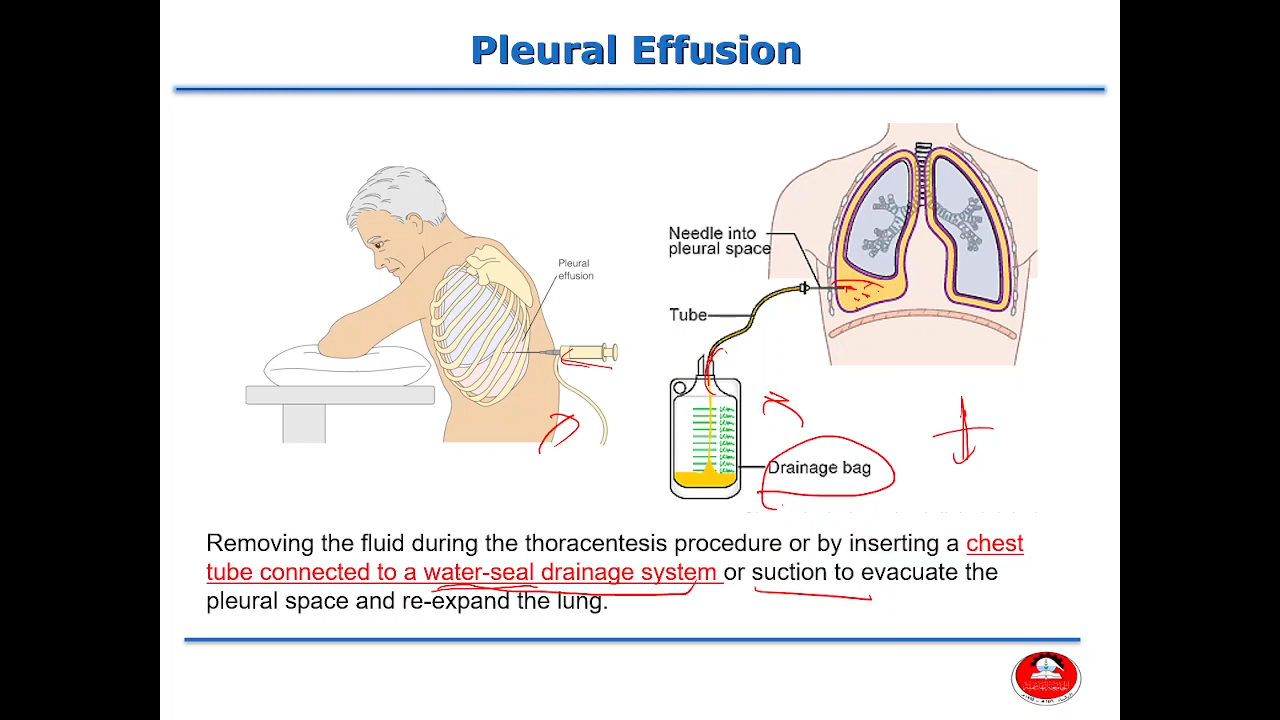 Pleural Effusion
Pleural
effusion
Needle into
pleural space
Tube
Drainage bag
Removing the fluid during the thoracentesis procedure or by inserting a chest
tube connected to a water-seal drainage system or suction to evacuate the
pleural space and re-expand the lung.